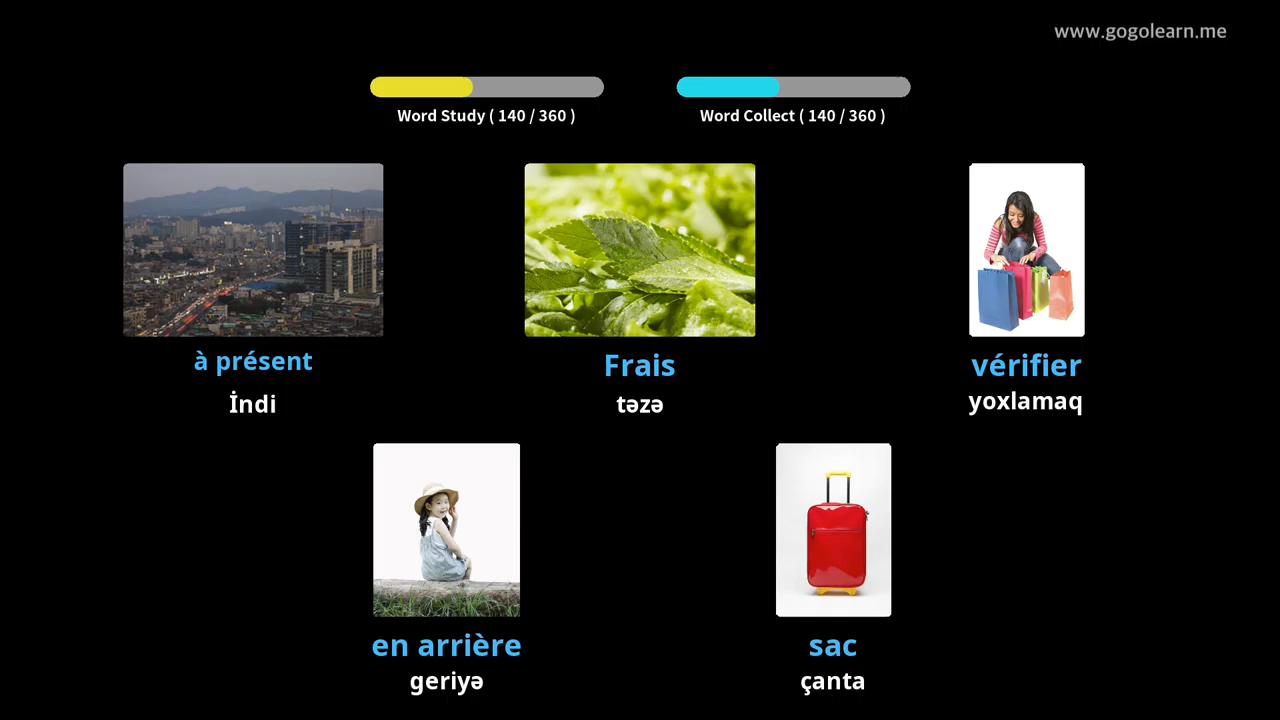 www.gogolearn.me
Word Study ( 140 / 360 )
Word Collect ( 140 / 360 )
à présent
İndi
Frais
təzə
vérifier
yoxlamaq
en arrière
geriyə
sac
çanta